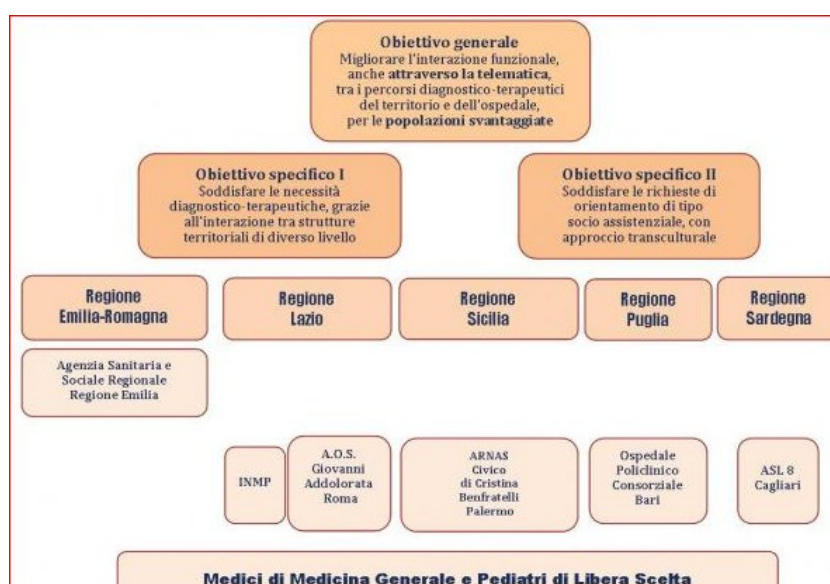 Obiettivo generale
Migliorare l'interazione funzionale,
anche attraverso la telematica,
tra i percorsi diagnostico-terapeutici
del territorio e dell'ospedale,
per le popolazioni svantaggiate
Obiettivo specifico I
Soddisfare le necessità
diagnostico-terapeutiche, grazie
all'interazione tra strutture
territoriali di diverso livello
Obiettivo specifico II
Soddisfare le richieste di
orientamento di tipo
socio assistenziale, con
approccio transculturale
Regione
Emilia-Romagna
Regione
Lazio
Regione
Sicilia
Regione
Puglia
Regione
Sardegna
Agenzia Sanitaria e
Sociale Regionale
Regione Emilia
INMP
A.O.S.
Giovanni
Addolorata
Roma
ARNAS
Civico
di Cristina
Benfratelli
Palermo
Ospedale
Policlinico
Consorziale
Bari
ASL 8
Cagliari
Medici di Medicina Generale e Pediatri di Libera Scelta